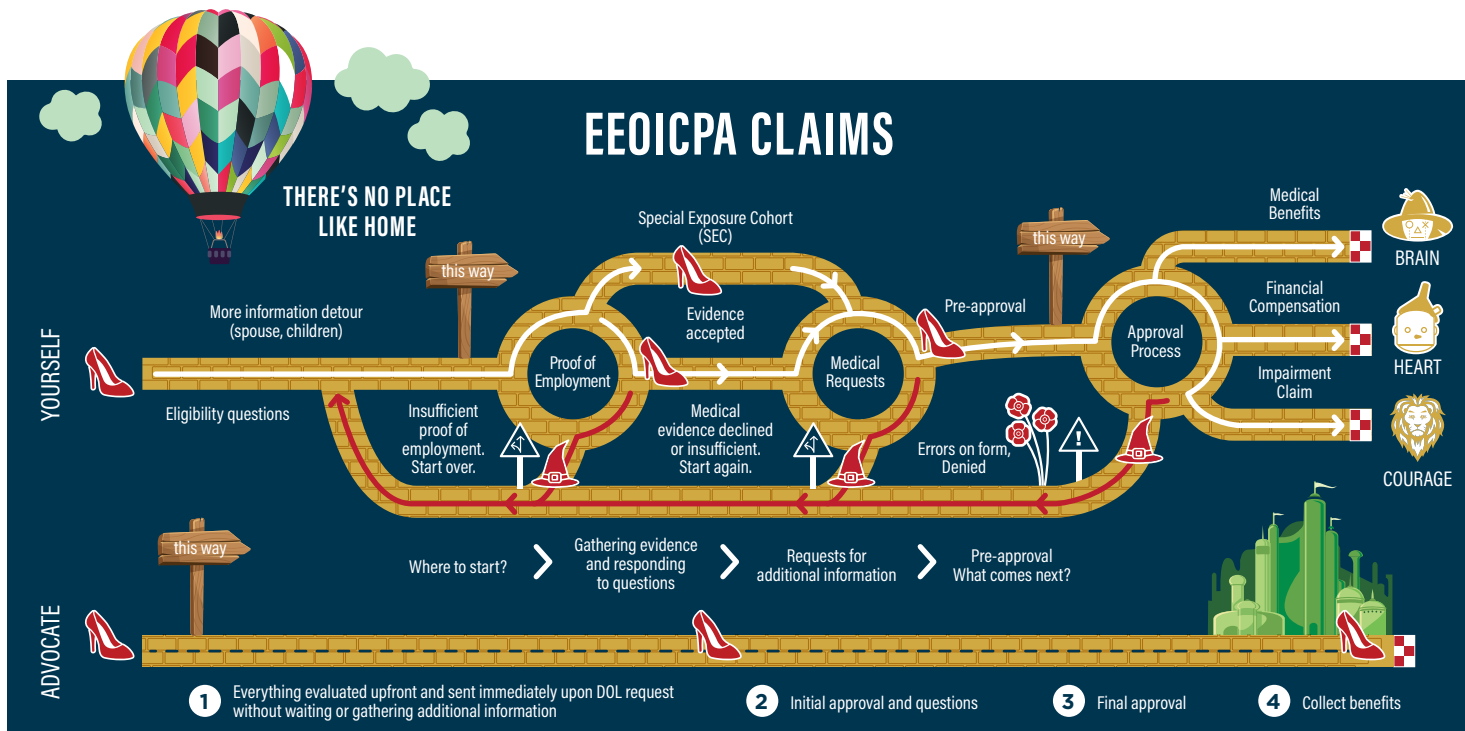 EEOICPA CLAIMS
THERE'S NO PLACE
LIKE HOME
YOURSELF
More information detour
(spouse, children)
Eligibility questions
this way
Proof of
Employment
Insufficient
proof of
employment.
Start over.
Special Exposure Cohort
(SEC)
Evidence
accepted
Medical
evidence declined
or insufficient.
Start again.
Medical
Requests
Pre-approval
this way
Errors on form,
Denied
Approval
Process
Medical
Benefits
BRAIN
Financial
Compensation
HEART
Impairment
Claim
COURAGE
this way
Where to start?
Gathering evidence
and responding
to questions
Requests for
additional information
Pre-approval
What comes next?
ADVOCATE
1 Everything evaluated upfront and sent immediately upon DOL request
without waiting or gathering additional information
2 Initial approval and questions
3 Final approval
4 Collect benefits